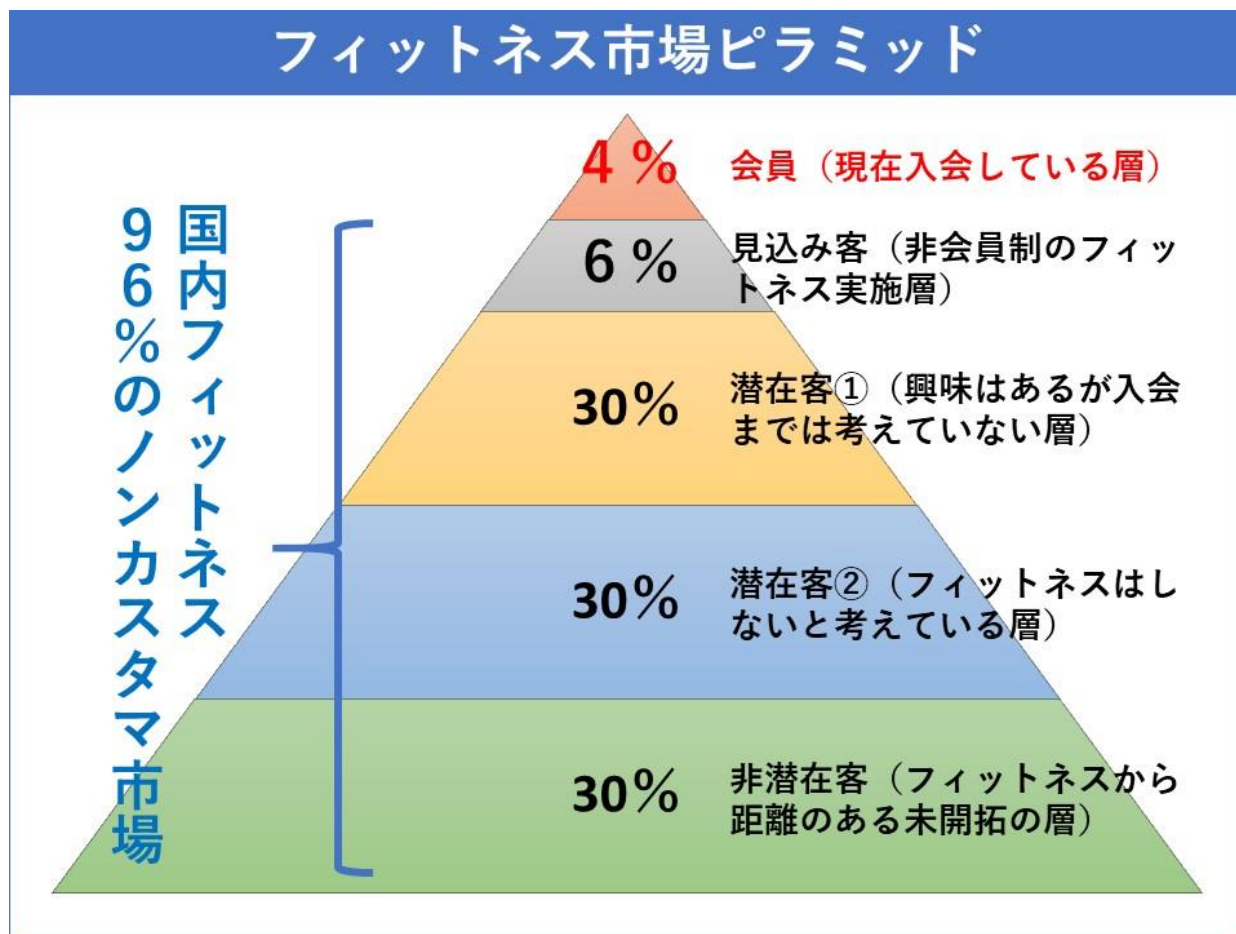 フィットネス市場ピラミッド
国内フィットネス
96%のノンカスタマ市場
4%
会員（現在入会している層）
6%
見込み客（非会員制のフィッ
トネス実施層）
30%
潜在客①（興味はあるが入会
までは考えていない層）
30%
潜在客②（フィットネスはし
ないと考えている層）
30%
非潜在客（フィットネスから
距離のある未開拓の層）